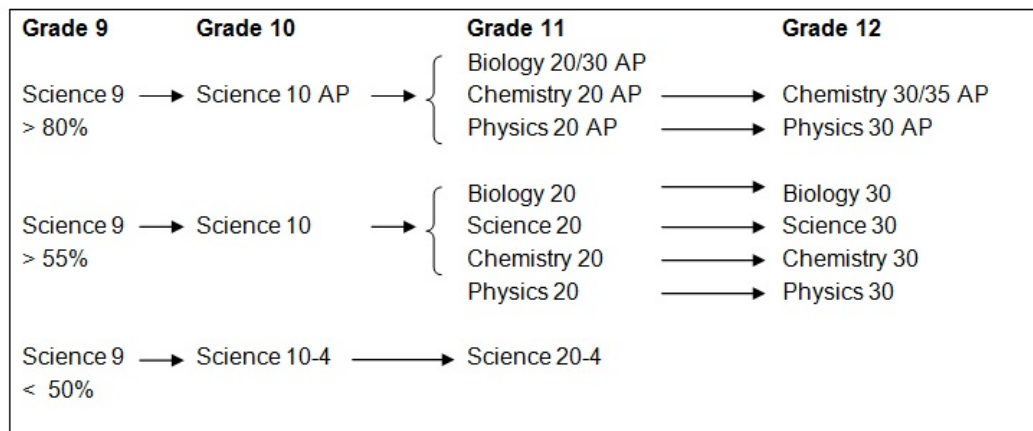 Grade 9 Grade 10 Grade 11 Grade 12
Biology 20/30 AP
Science 9 Science 10 AP Chemistry 20 AP Chemistry 30/35 AP
> 80% Physics 20 AP Physics 30 AP
Biology 20 Biology 30
Science 9 Science 10 Science 20 Science 30
> 55% Chemistry 20 Chemistry 30
Physics 20 Physics 30
Science 9 Science 10-4 Science 20-4
< 50%